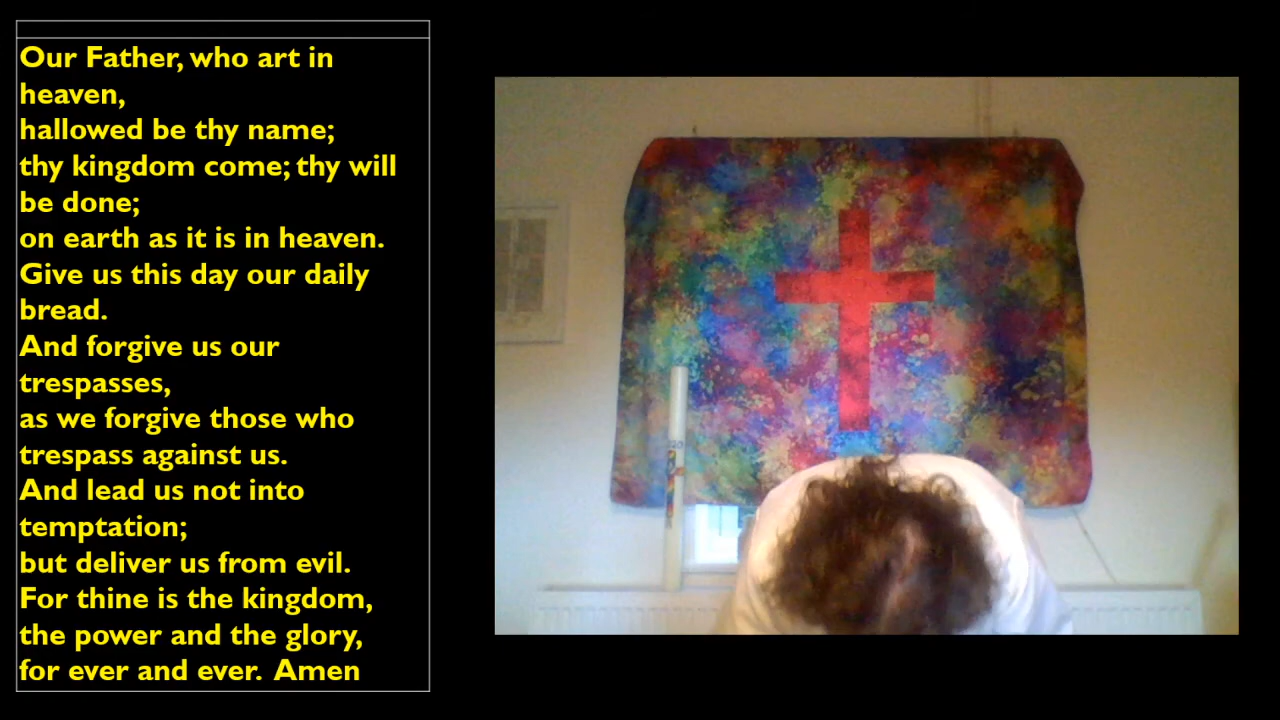 Our Father, who art in
heaven,
hallowed be thy name;
thy kingdom come; thy will
be done;
on earth as it is in heaven.
Give us this day our daily
bread.
And forgive us our
trespasses,
as we forgive those who
trespass against us.
And lead us not into
temptation;
but deliver us from evil.
For thine is the kingdom,
the power and the glory,
for ever and ever. Amen